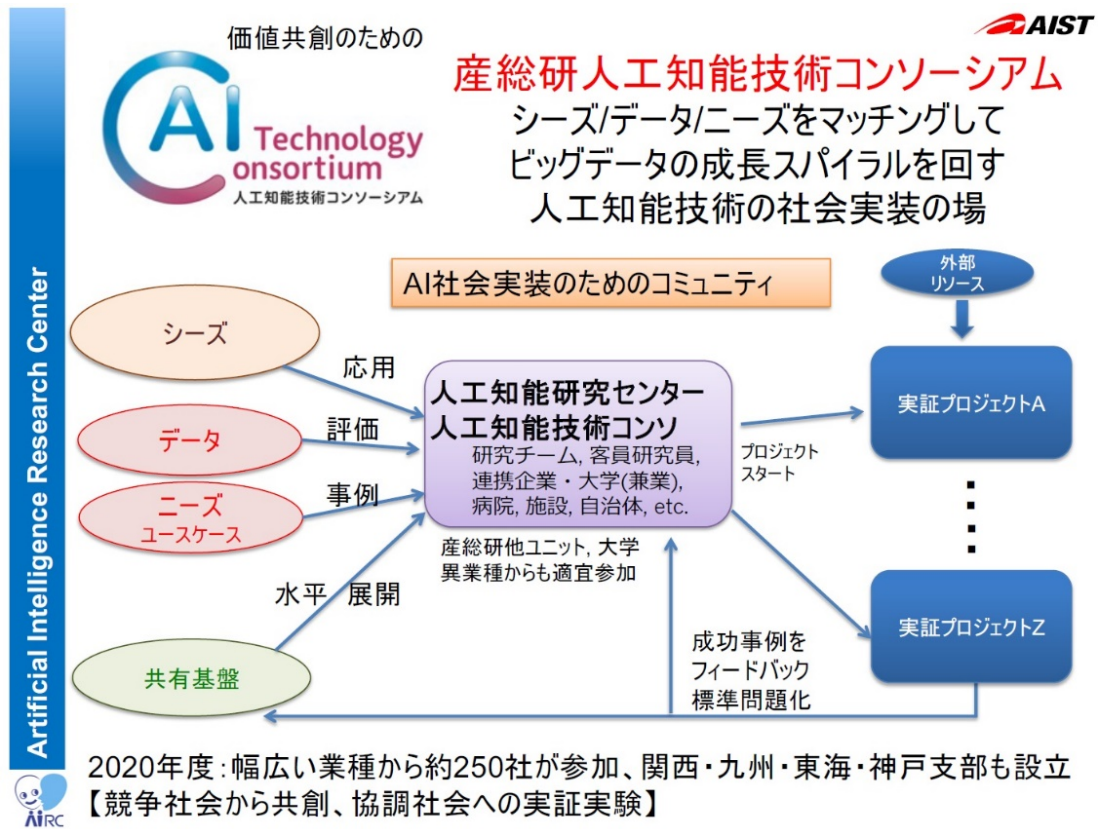 AIST
価値共創のための
AI Technology
Consortium
人工知能技術コンソーシアム
産総研人工知能技術コンソーシアム
シーズ/データ/ニーズをマッチングして
ビッグデータの成長スパイラルを回す
人工知能技術の社会実装の場
Artificial Intelligence Research Center
AI社会実装のためのコミュニティ
外部
リソース
シーズ
応用
データ
評価
ニーズ
ユースケース
事例
水平 展開
共有基盤
人工知能研究センター
人工知能技術コンソ
研究チーム, 客員研究員,
連携企業・大学(兼業),
病院, 施設, 自治体, etc.
産総研他ユニット, 大学
異業種からも適宜参加
プロジェクト
スタート
実証プロジェクトA
実証プロジェクトZ
成功事例を
フィードバック
標準問題化
2020年度:幅広い業種から約250社が参加、関西・九州・東海・神戸支部も設立
【競争社会から共創、協調社会への実証実験】
AIRC